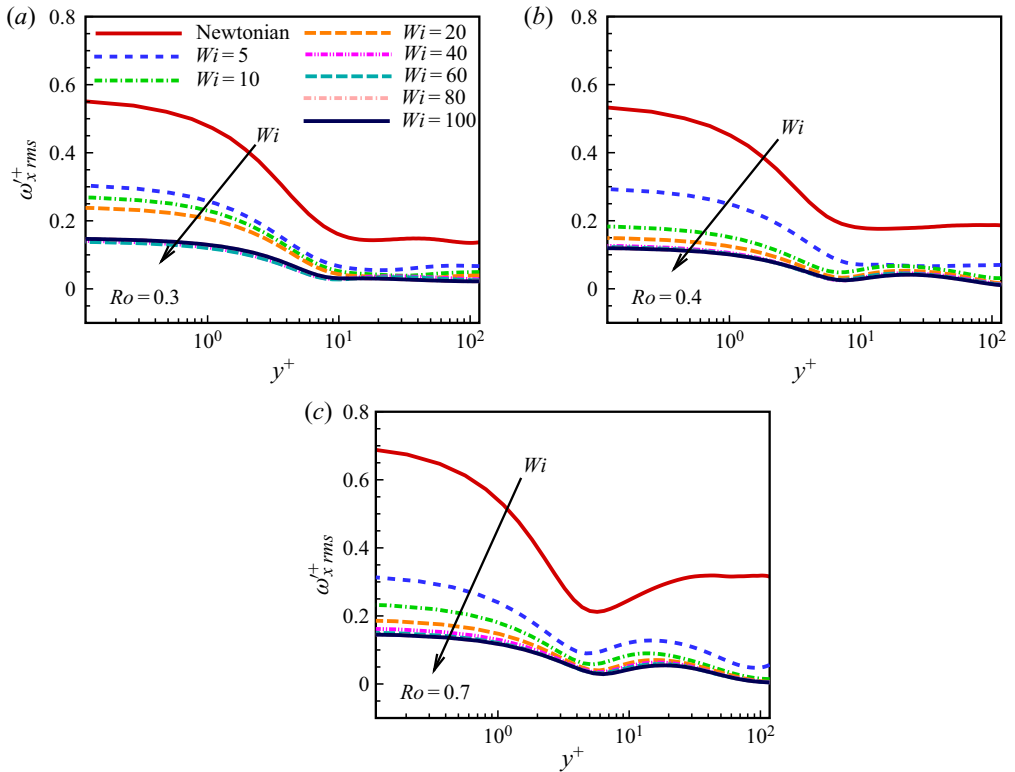 (a)
0.8
0.6
0.4
0.2
0
ω′⁺ₓ rms
Newtonian
Wi = 5
Wi = 10
Wi = 20
Wi = 40
Wi = 60
Wi = 80
Wi = 100
Wi
Ro = 0.3
10⁰ 10¹ 10²
y⁺
(b)
0.8
0.6
0.4
0.2
0
Wi
Ro = 0.4
10⁰ 10¹ 10²
y⁺
(c)
0.8
0.6
0.4
0.2
0
ω′⁺ₓ rms
Wi
Ro = 0.7
10⁰ 10¹ 10²
y⁺